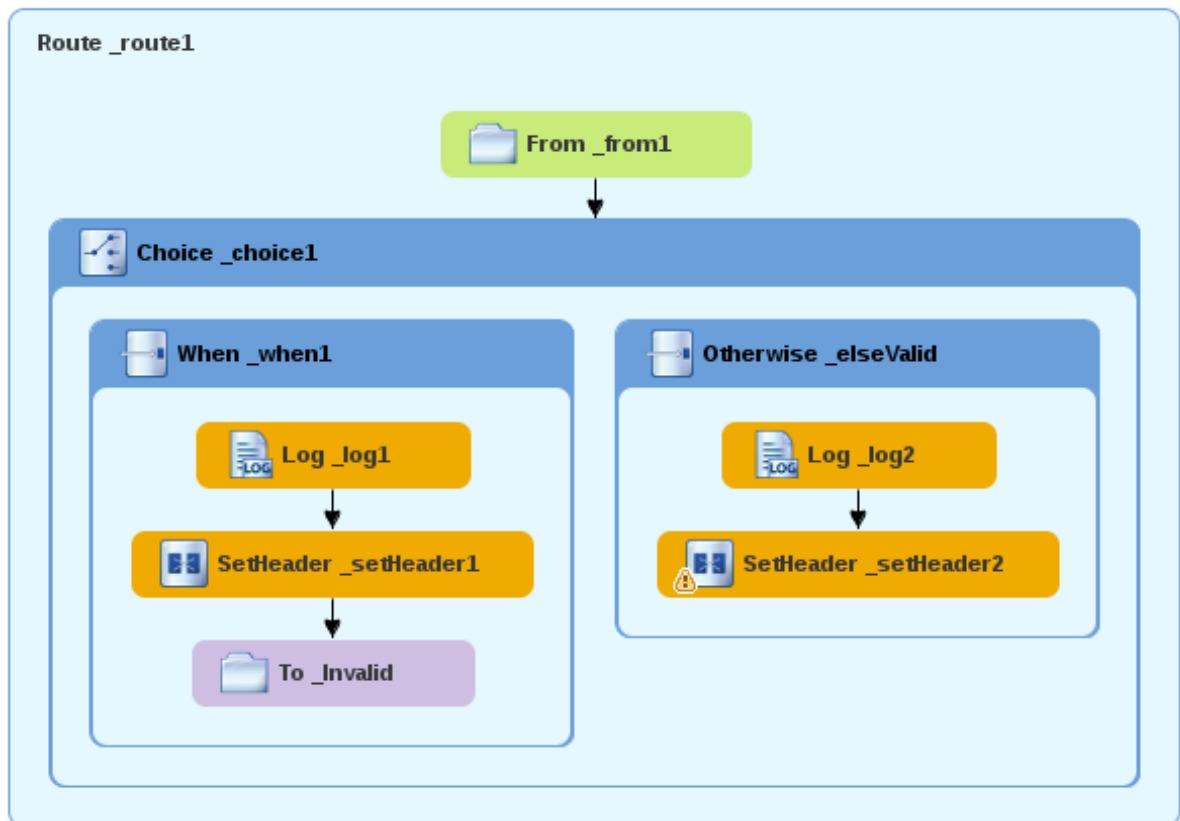 Route _route1
From _from1
Choice _choice1
When _when1
LOG Log _log1
SetHeader _setHeader1
To _Invalid
Otherwise _elseValid
LOG Log _log2
SetHeader _setHeader2